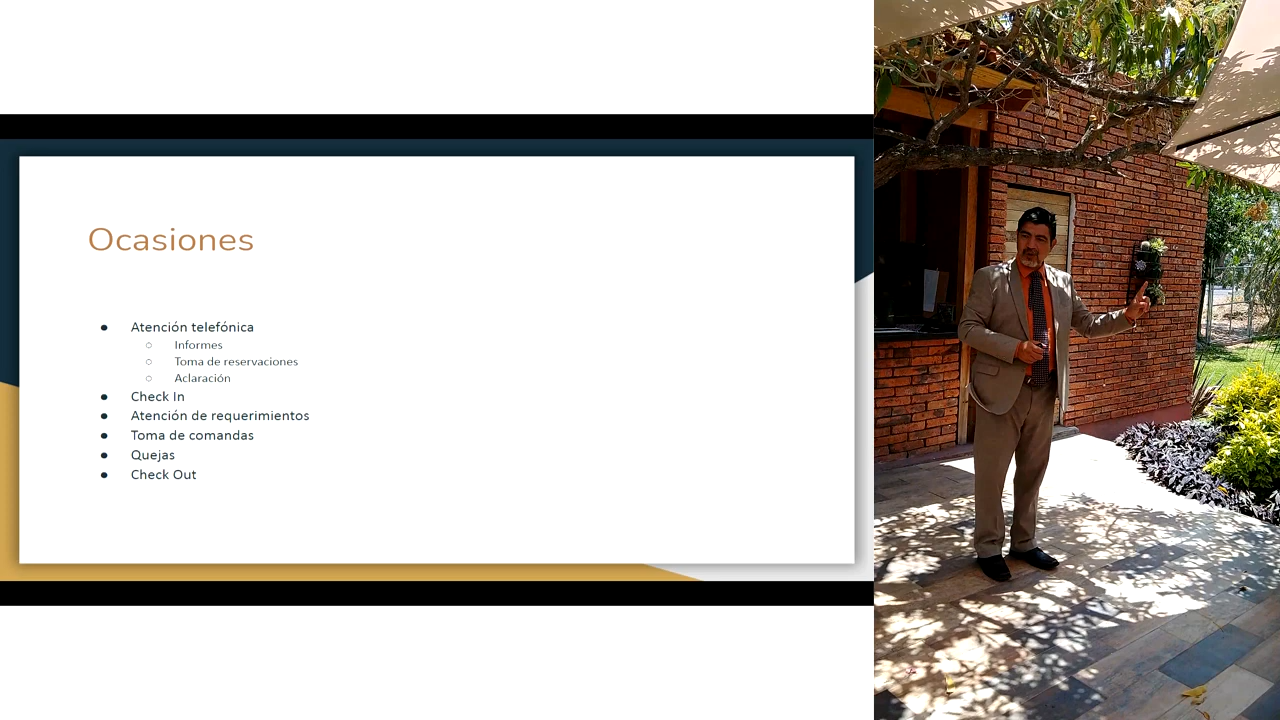 Ocasiones
● Atención telefónica
○ Informes
○ Toma de reservaciones
○ Aclaración
● Check In
● Atención de requerimientos
● Toma de comandas
● Quejas
● Check Out